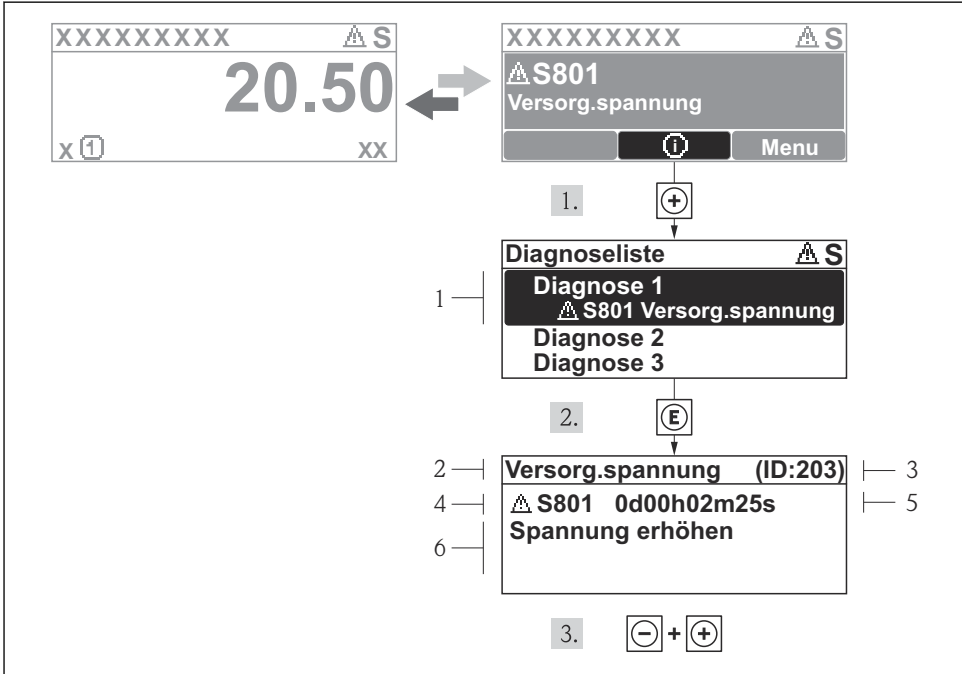 XXXXXXXXX ⚠ S
20.50
X ① XX
XXXXXXXXX ⚠ S
⚠ S801
Versorg.spannung
ⓘ Menu
1. ⊕
Diagnoseliste ⚠ S
1 Diagnose 1
⚠ S801 Versorg.spannung
Diagnose 2
Diagnose 3
2. Ⓔ
2 Versorg.spannung (ID:203) 3
4 ⚠ S801 0d00h02m25s 5
6 Spannung erhöhen
3. ⊖ + ⊕